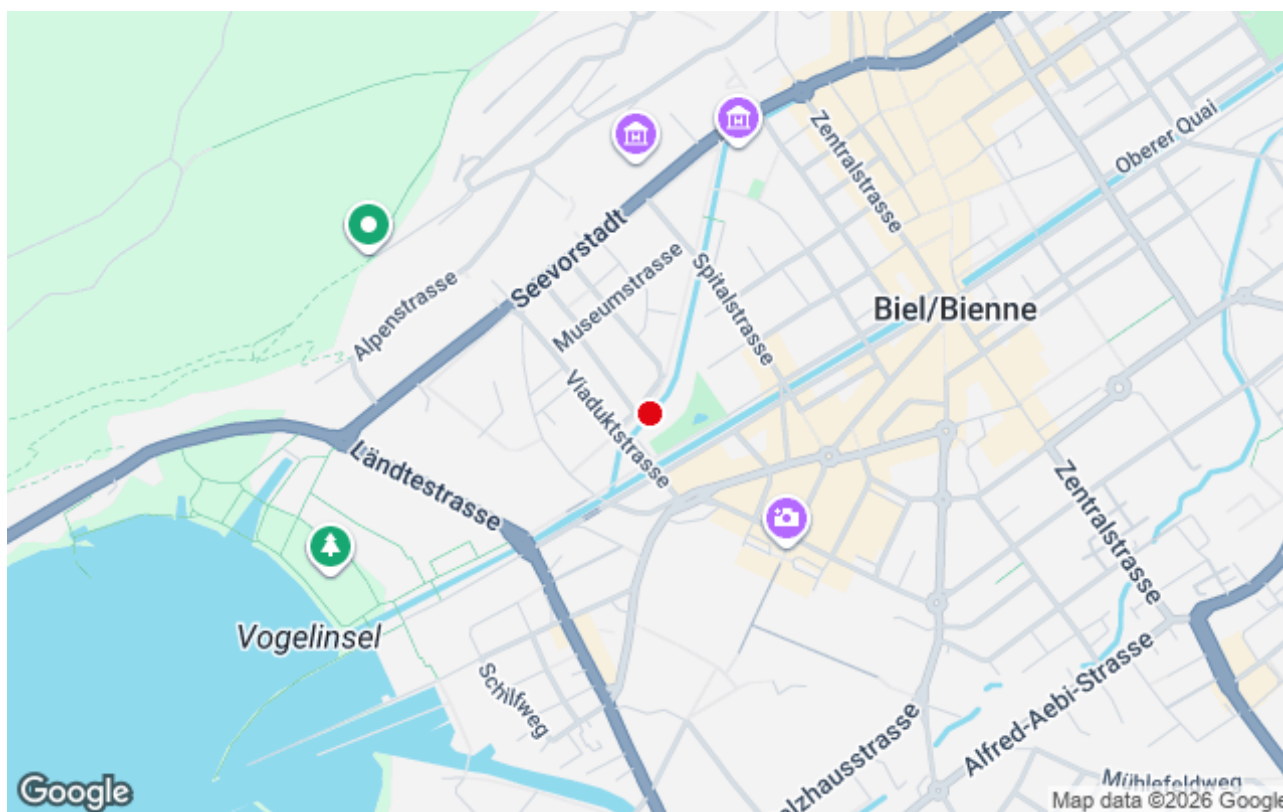 Oberer Quai
Zentralstrasse
Seevorstadt
Museumstrasse
Spitalstrasse
Alpenstrasse
Biel/Bienne
Viaduktstrasse
Ländtestrasse
Zentralstrasse
Vogelinsel
Schilfweg
Alfred-Aebi-Strasse
lzhausstrasse
Mühlefeldweg
Google
Map data ©2026 Google